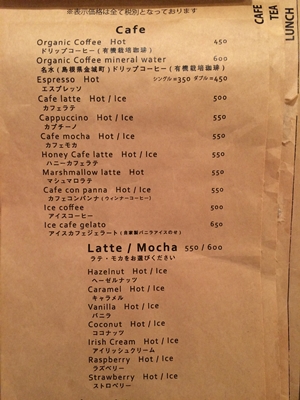 ※表示価格は全て税別となっております
CAFE
TEA
LUNCH
Cafe
Organic Coffee Hot 450
ドリップコーヒー(有機栽培珈琲)
Organic Coffee mineral water 600
名水(島根県金城町)ドリップコーヒー(有機栽培珈琲)
Espresso Hot シングル=350 ダブル=450
エスプレッソ
Cafe latte Hot / Ice 500
カフェラテ
Cappuccino Hot / Ice 550
カプチーノ
Cafe mocha Hot / Ice 550
カフェモカ
Honey Cafe latte Hot / Ice 550
ハニーカフェラテ
Marshmallow latte Hot 550
マシュマロラテ
Cafe con panna Hot / Ice 550
カフェコンパンナ(ウィンナーコーヒー)
Ice coffee 500
アイスコーヒー
Ice cafe gelato 650
アイスカフェジェラート(自家製バニラアイスのせ)
Latte / Mocha 550 / 600
ラテ・モカをお選びください
Hazelnut Hot / Ice
ヘーゼルナッツ
Caramel Hot / Ice
キャラメル
Vanilla Hot / Ice
バニラ
Coconut Hot / Ice
ココナッツ
Irish Cream Hot / Ice
アイリッシュクリーム
Raspberry Hot / Ice
ラズベリー
Strawberry Hot / Ice
ストロベリー